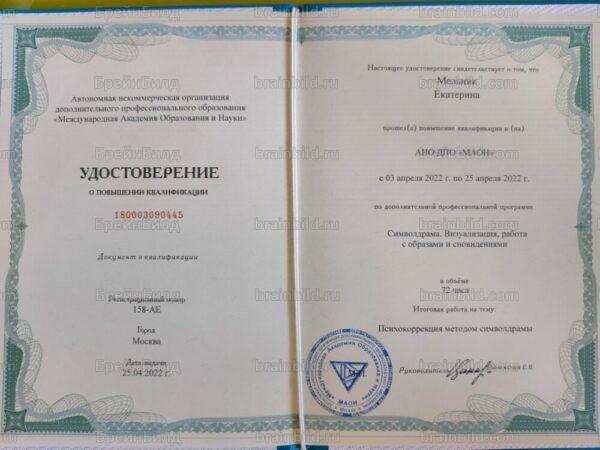 Автономная некоммерческая организация
дополнительного профессионального образования
«Международная Академия Образования и Науки»
УДОСТОВЕРЕНИЕ
О ПОВЫШЕНИИ КВАЛИФИКАЦИИ
180003090445
Документ о квалификации
Регистрационный номер
158-АЕ
Город
Москва
Дата выдачи
25.04.2022 г.
Настоящее удостоверение свидетельствует о том, что
Мельник
Екатерина
прошел(а) повышение квалификации в (на)
АНО ДПО «МАОН»
с 03 апреля 2022 г. по 25 апреля 2022 г.
по дополнительной профессиональной программе
Символдрама. Визуализация, работа
с образами и сновидениями
в объёме
72 часа
Итоговая работа на тему:
Психокоррекция методом символдрамы
М.П.
Руководитель
Е.В
МАОН
БрейнБилд
brainbild.ru
brainbild.com